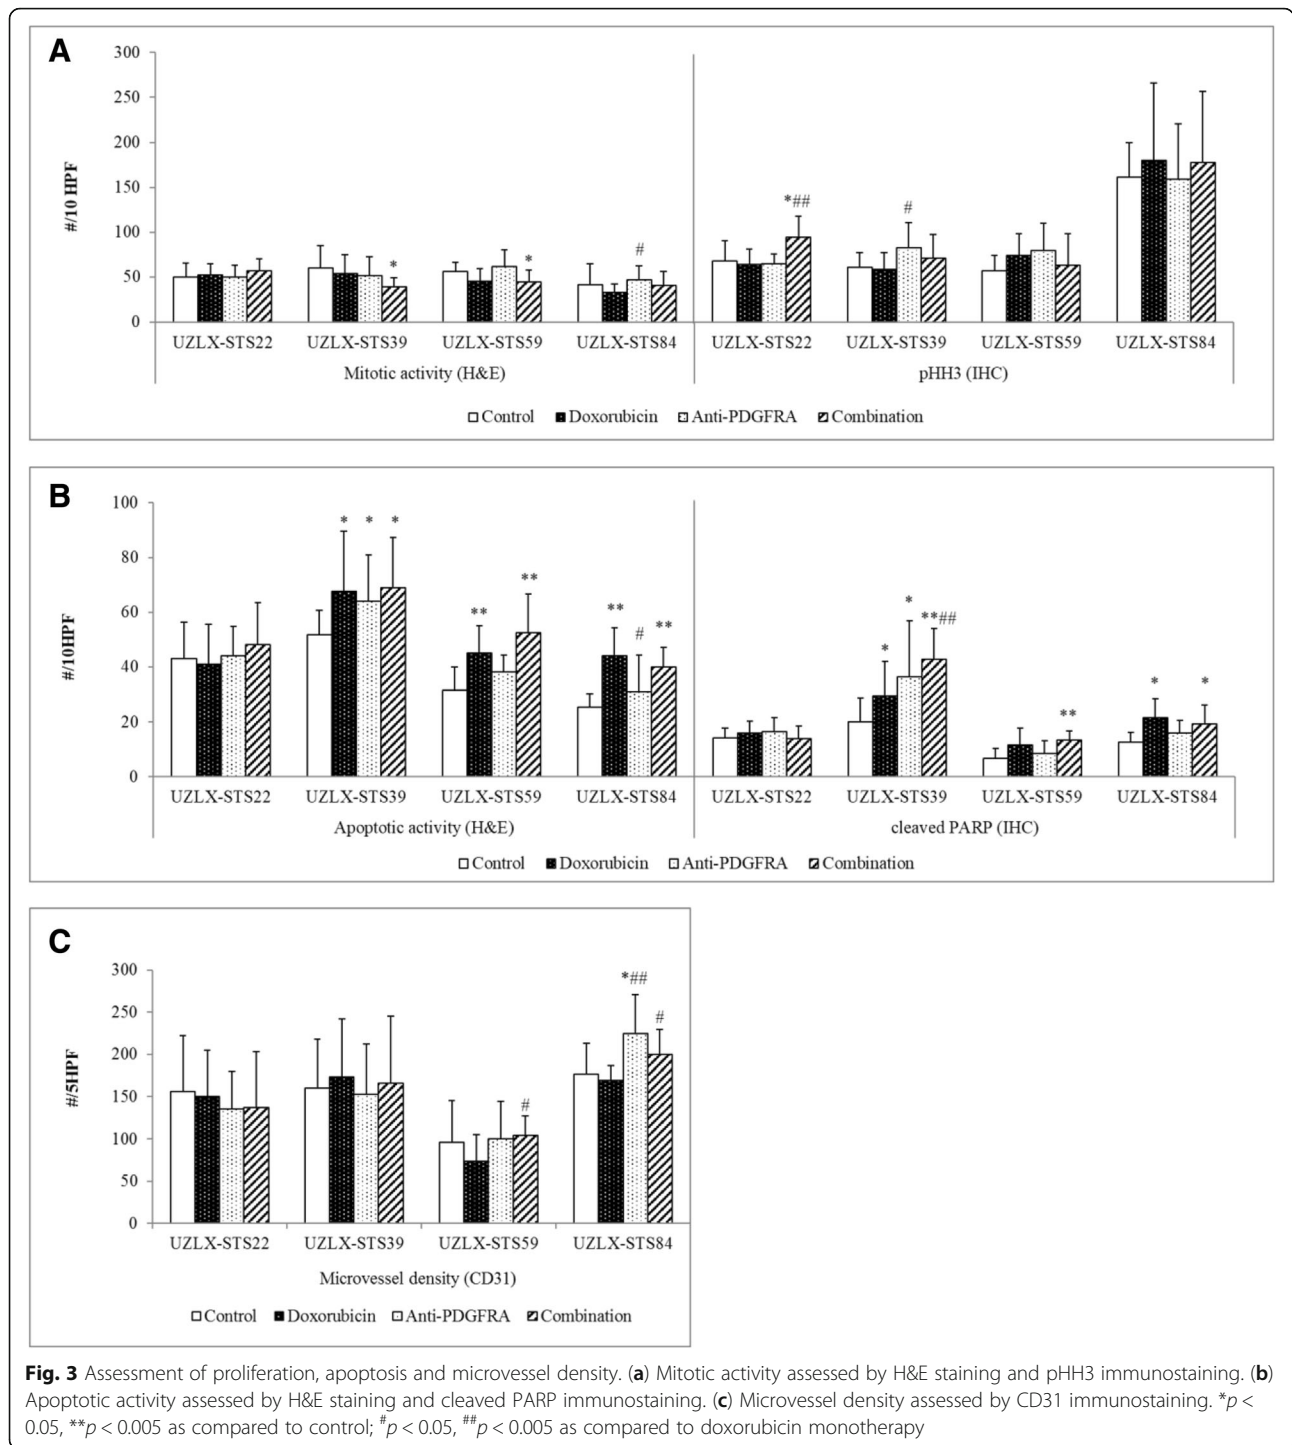 A
300
250
200
150
100
50
0
#/10 HPF
*
*
#
*##
#
UZLX-STS22 UZLX-STS39 UZLX-STS59 UZLX-STS84 UZLX-STS22 UZLX-STS39 UZLX-STS59 UZLX-STS84
Mitotic activity (H&E) pHH3 (IHC)
Control Doxorubicin Anti-PDGFRA Combination
B
100
80
60
40
20
0
#/10HPF
* * *
** **
** # **
* * **##
**
* *
UZLX-STS22 UZLX-STS39 UZLX-STS59 UZLX-STS84 UZLX-STS22 UZLX-STS39 UZLX-STS59 UZLX-STS84
Apoptotic activity (H&E) cleaved PARP (IHC)
Control Doxorubicin Anti-PDGFRA Combination
C
300
250
200
150
100
50
0
#/5HPF
#
*##
#
UZLX-STS22 UZLX-STS39 UZLX-STS59 UZLX-STS84
Microvessel density (CD31)
Control Doxorubicin Anti-PDGFRA Combination
Fig. 3 Assessment of proliferation, apoptosis and microvessel density. (a) Mitotic activity assessed by H&E staining and pHH3 immunostaining. (b)
Apoptotic activity assessed by H&E staining and cleaved PARP immunostaining. (c) Microvessel density assessed by CD31 immunostaining. *p <
0.05, **p < 0.005 as compared to control; #p < 0.05, ##p < 0.005 as compared to doxorubicin monotherapy